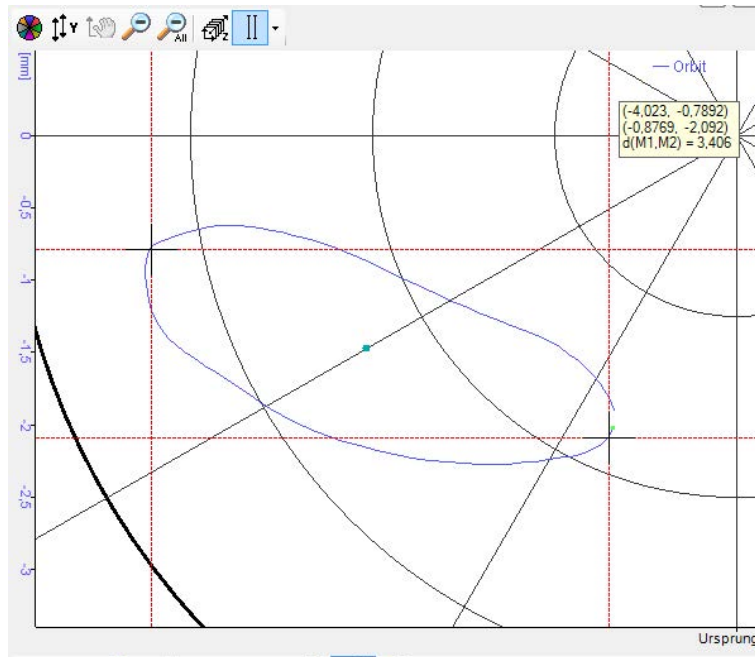 Y
All
z
[mm]
Orbit
(-4,023, -0,7892)
(-0,8769, -2,092)
d(M1,M2) = 3,406
0
-0,5
-1
-1,5
-2
-2,5
-3
Ursprung